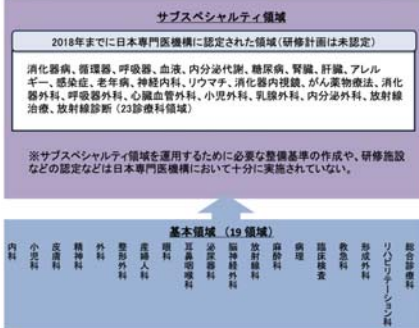 サブスペシャルティ領域
2018年までに日本専門医機構に認定された領域(研修計画は未認定)
消化器病、循環器、呼吸器、血液、内分泌代謝、糖尿病、腎臓、肝臓、アレル
ギー、感染症、老年病、神経内科、リウマチ、消化器内視鏡、がん薬物療法、消
化器外科、呼吸器外科、心臓血管外科、小児外科、乳腺外科、内分泌外科、放射線
治療、放射線診断(23診療科領域)
※サブスペシャルティ領域を運用するために必要な整備基準の作成や、研修施設
などの認定などは日本専門医機構において十分に実施されていない。
基本領域(19領域)
内科
小児科
皮膚科
精神科
外科
整形外科
産婦人科
眼科
耳鼻咽喉科
泌尿器科
脳神経外科
放射線科
麻酔科
病理
臨床検査
救急科
形成外科
リハビリテーション科
総合診療科